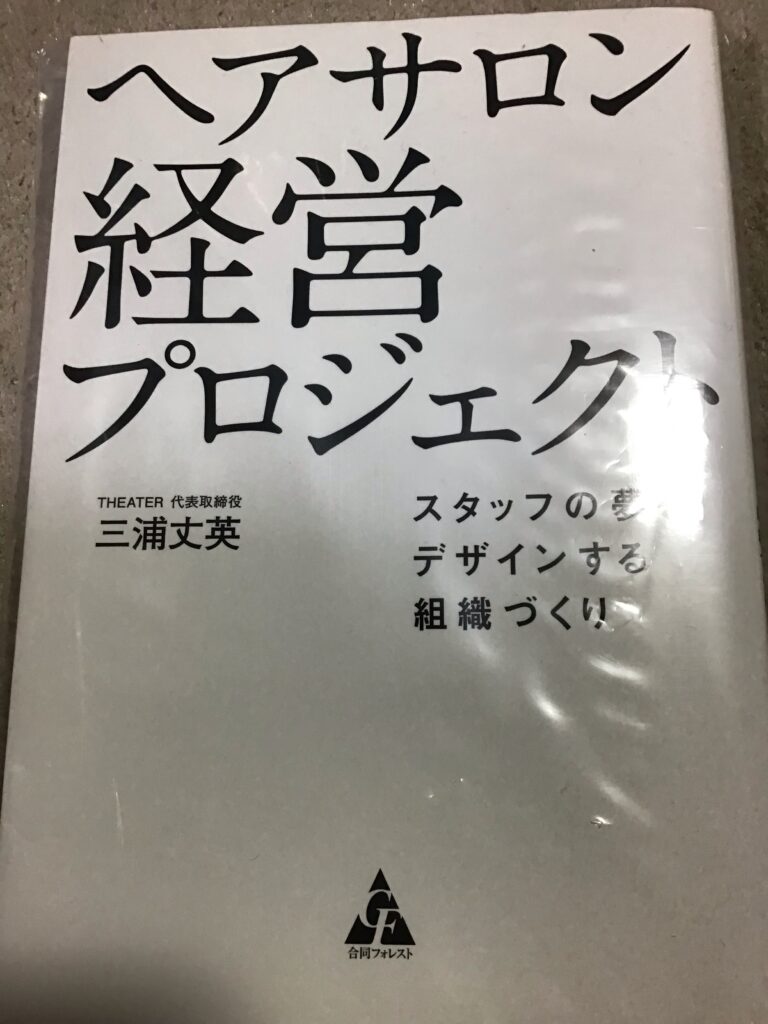 ヘアサロン
経営
プロジェクト
THEATER 代表取締役
三浦丈英
スタッフの夢
デザインする
組織づくり
GF
合同フォレスト